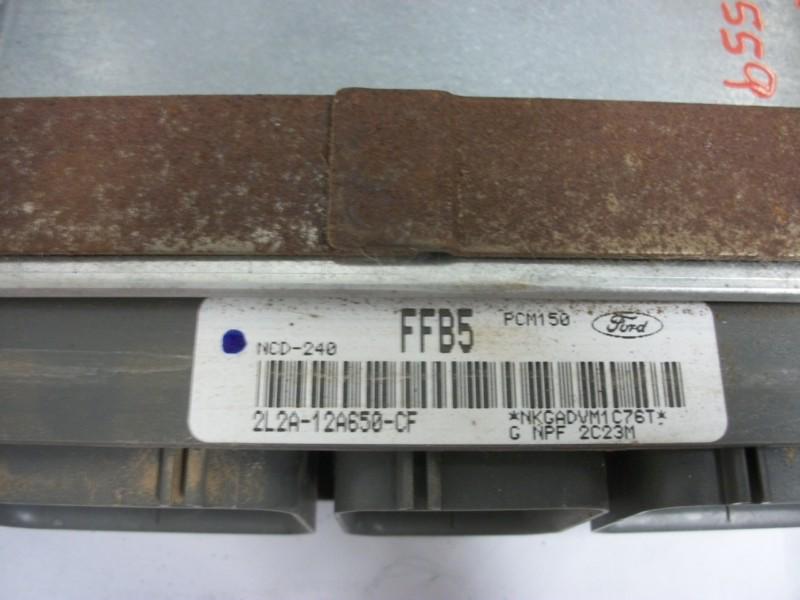 559
NCD-240 FFB5 PCM150 Ford
2L2A-12A650-CF *NKGADVM1C76T*
G NPF 2C23M